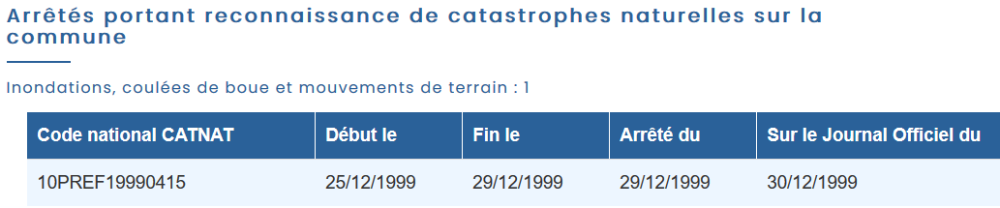 Arrêtés portant reconnaissance de catastrophes naturelles sur la
commune
Inondations, coulées de boue et mouvements de terrain : 1
Code national CATNAT Début le Fin le Arrêté du Sur le Journal Officiel du
10PREF19990415 25/12/1999 29/12/1999 29/12/1999 30/12/1999